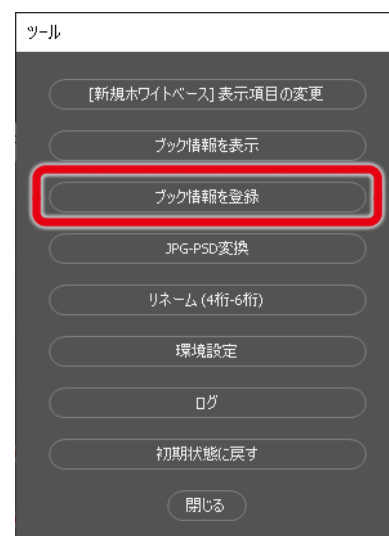 ツール
[新規ホワイトベース] 表示項目の変更
ブック情報を表示
ブック情報を登録
JPG-PSD変換
リネーム (4桁-6桁)
環境設定
ログ
初期状態に戻す
閉じる